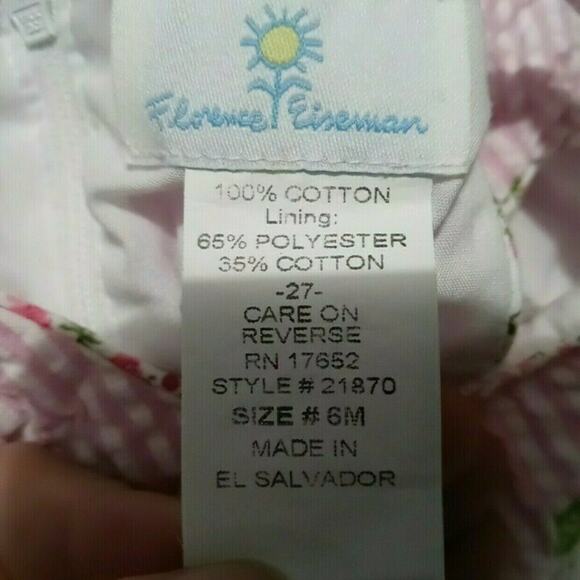 Florence Eiseman
100% COTTON
Lining:
65% POLYESTER
35% COTTON
-27-
CARE ON
REVERSE
RN 17652
STYLE # 21870
SIZE # 6M
MADE IN
EL SALVADOR